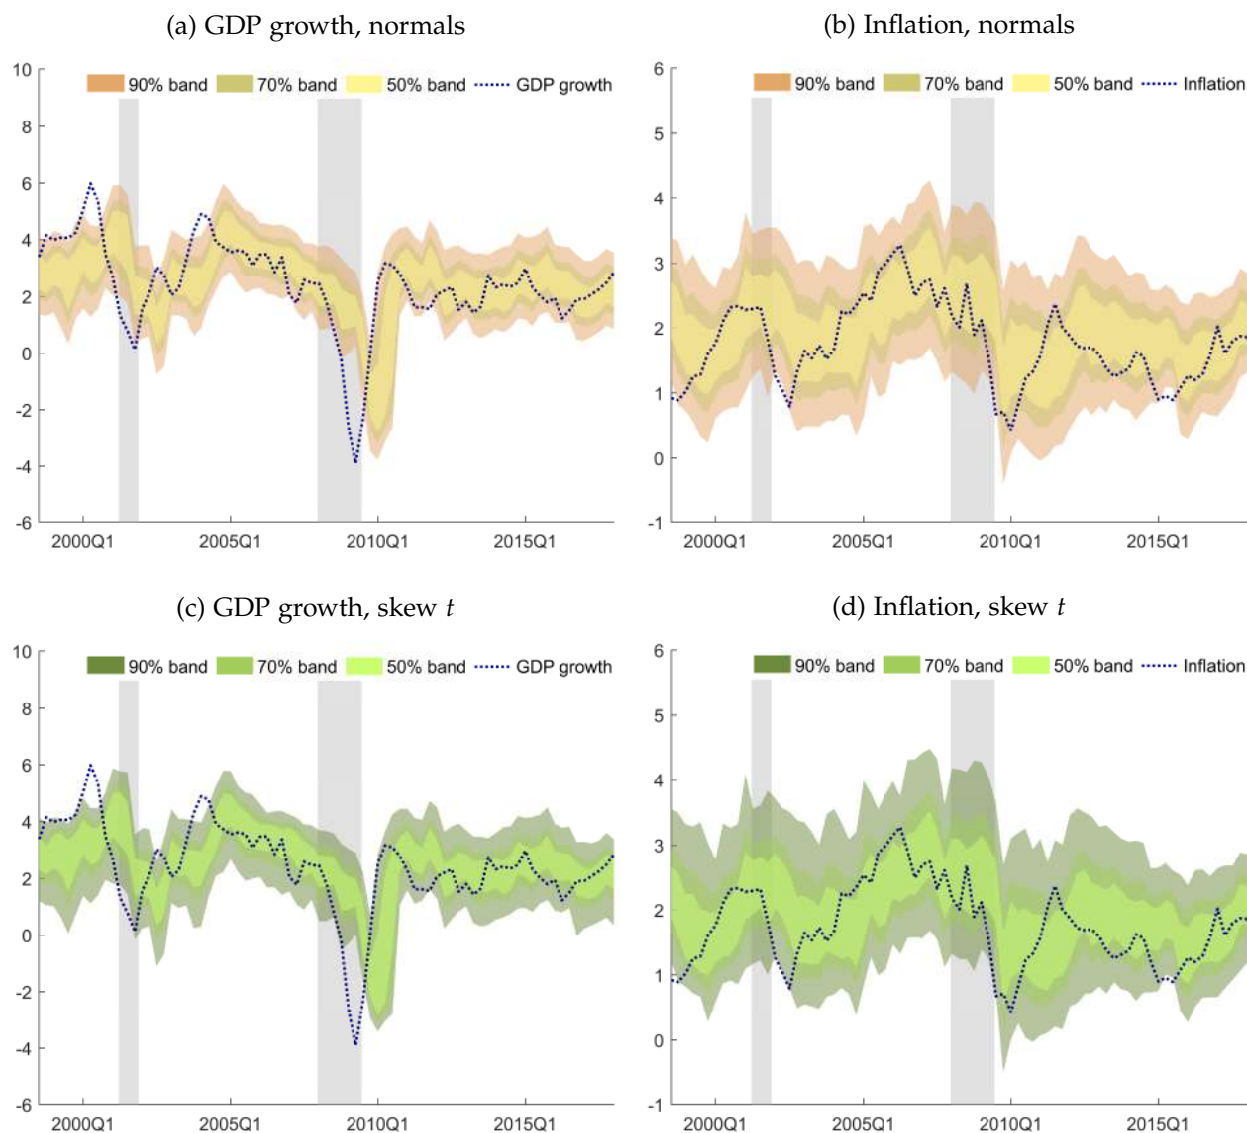 (a) GDP growth, normals
90% band 70% band 50% band GDP growth
10
8
6
4
2
0
-2
-4
-6
2000Q1 2005Q1 2010Q1 2015Q1
(b) Inflation, normals
90% band 70% band 50% band Inflation
6
5
4
3
2
1
0
-1
2000Q1 2005Q1 2010Q1 2015Q1
(c) GDP growth, skew t
90% band 70% band 50% band GDP growth
10
8
6
4
2
0
-2
-4
-6
2000Q1 2005Q1 2010Q1 2015Q1
(d) Inflation, skew t
90% band 70% band 50% band Inflation
6
5
4
3
2
1
0
-1
2000Q1 2005Q1 2010Q1 2015Q1